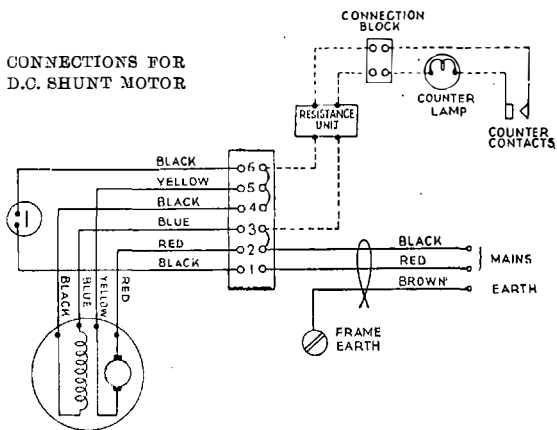 CONNECTIONS FOR
D.C. SHUNT MOTOR
CONNECTION
BLOCK
COUNTER
LAMP
COUNTER
CONTACTS
RESISTANCE
UNIT
BLACK
6
YELLOW
5
BLACK
4
BLUE
3
RED
2
BLACK
1
BLACK
RED
MAINS
BROWN
EARTH
FRAME
EARTH
BLACK
BLUE
YELLOW
RED